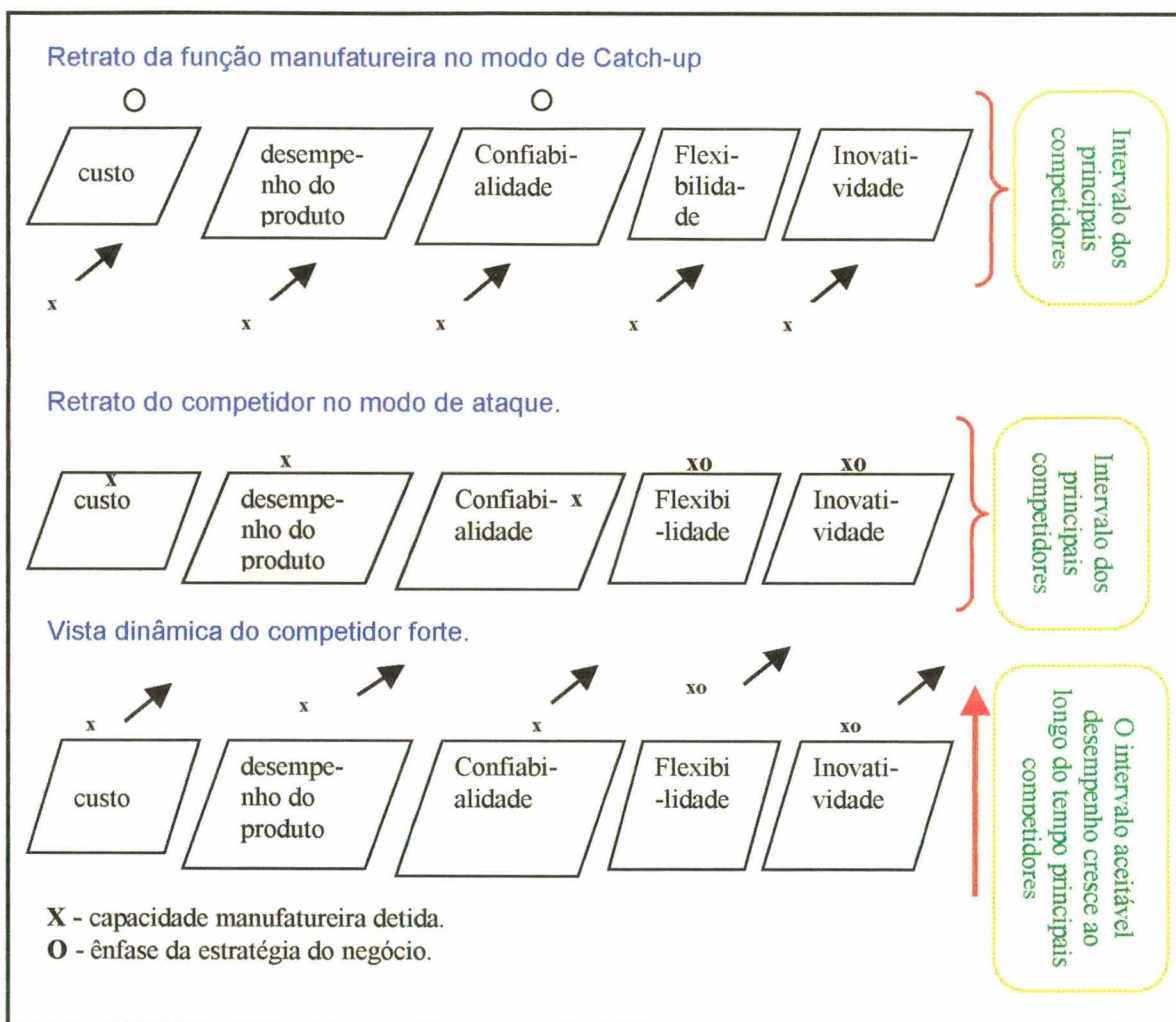 Retrato da função manufatureira no modo de Catch-up
O
O
custo
desempe-
nho do
produto
Confiabi-
alidade
Flexi-
bilida-
de
Inovati-
vidade
x
x
x
x
x
Intervalo dos
principais
competidores
Retrato do competidor no modo de ataque.
x
x
x
xo
xo
custo
desempe-
nho do
produto
Confiabi-
alidade
Flexibi
-lidade
Inovati-
vidade
Intervalo dos
principais
competidores
Vista dinâmica do competidor forte.
x
x
x
xo
xo
custo
desempe-
nho do
produto
Confiabi-
alidade
Flexibi
-lidade
Inovati-
vidade
O intervalo aceitável
desempenho cresce ao
longo do tempo principais
competidores
X - capacidade manufatureira detida.
O - ênfase da estratégia do negócio.